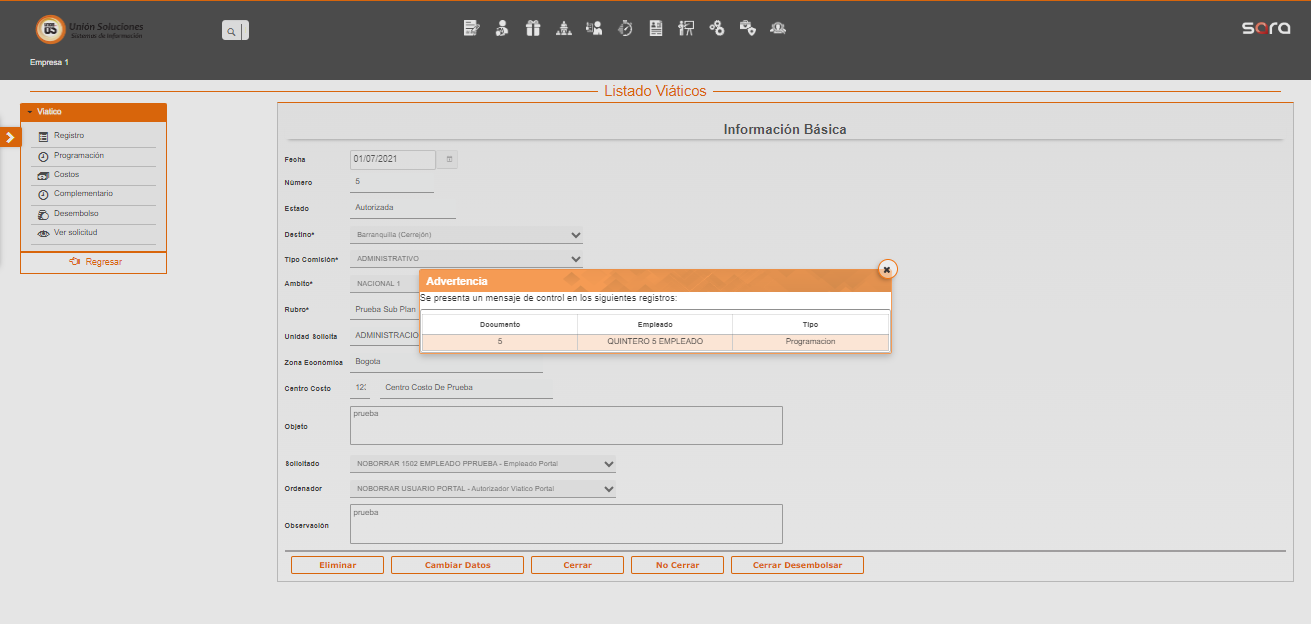 Unión Soluciones
Sistemas de Información
sara
Empresa 1
Listado Viáticos
Viatico
Registro
Programación
Costos
Complementario
Desembolso
Ver solicitud
Regresar
Información Básica
Fecha 01/07/2021
Número 5
Estado Autorizada
Destino* Barranquilla (Cerrejón)
Tipo Comisión* ADMINISTRATIVO
Ambito* NACIONAL 1
Rubro* Prueba Sub Plan
Unidad Solicita ADMINISTRACIO
Zona Económica Bogota
Centro Costo 123 Centro Costo De Prueba
Objeto prueba
Solicitado NOBORRAR 1502 EMPLEADO PPRUEBA - Empleado Portal
Ordenador NOBORRAR USUARIO PORTAL - Autorizador Viatico Portal
Observación prueba
Eliminar Cambiar Datos Cerrar No Cerrar Cerrar Desembolsar
Advertencia
Se presenta un mensaje de control en los siguientes registros:
Documento Empleado Tipo
5 QUINTERO 5 EMPLEADO Programacion